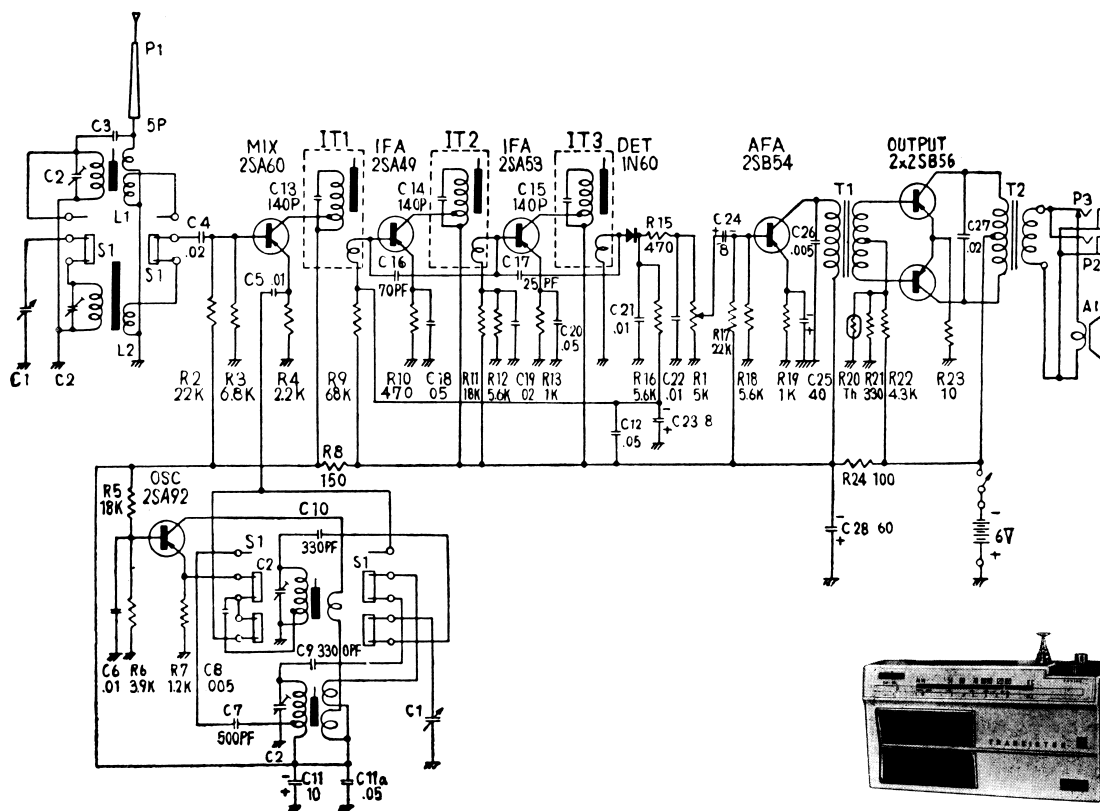 P1
C3
5P
C2
L1
S1
S1
L2
C1
C2
C4
.02
MIX
2SA60
C13
140P
IT1
IFA
2SA49
C14
140P
IT2
IFA
2SA53
C15
140P
IT3
DET
1N60
R15
470
C24
8
AFA
2SB54
T1
OUTPUT
2x2SB56
C26
.005
C27
.02
T2
P3
P2
C5 .01
C16
70PF
C17
25 PF
C20
.05
C21
.01
R17
22K
R2
22K
R3
6.8K
R4
2.2K
R9
68K
R10
470
C18
05
R11
18K
R12
5.6K
C19
02
R13
1K
R16
5.6K
C22
.01
R1
5K
R18
5.6K
R19
1K
C25
40
R20
Th
R21
330
R22
4.3K
R23
10
C12
.05
- C23 8
+
R8
150
R24 100
- C28 60
+
-
6V
+
R5
18K
OSC
2SA92
C10
330PF
S1
C2
S1
C6
.01
R6
3.9K
R7
1.2K
C8
005
C9 3300PF
C7
500PF
C2
C1
- C11
+ 10
C11a
.05
TRANSISTOR